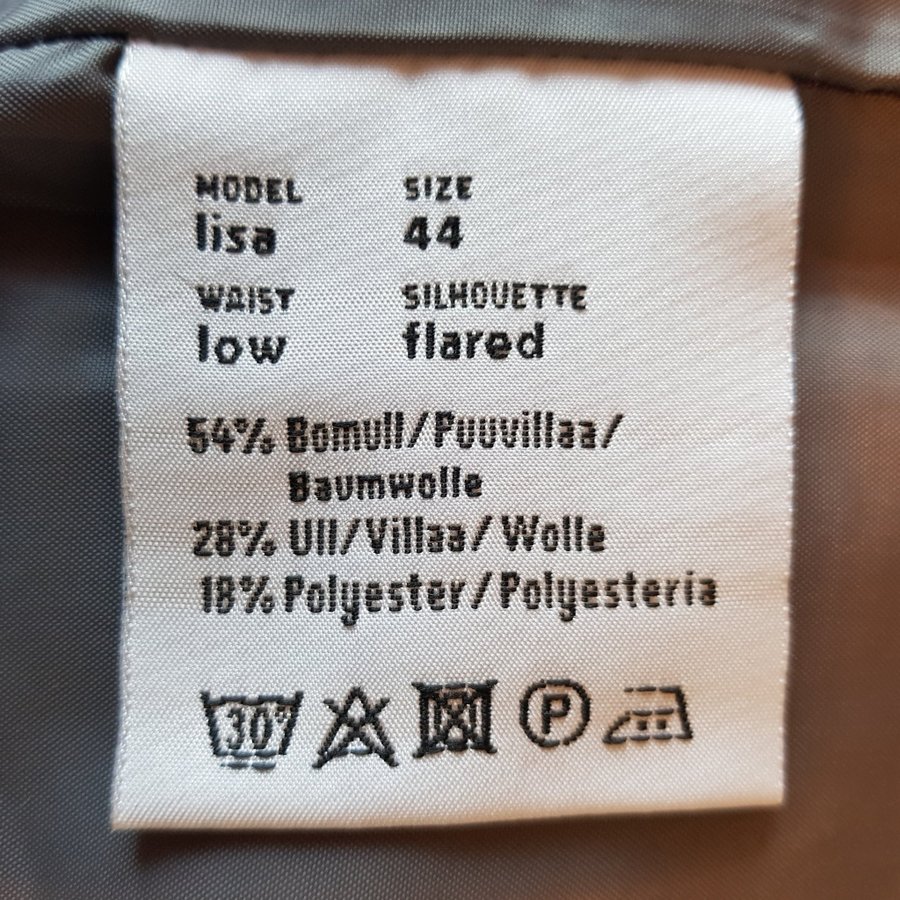 MODEL SIZE
lisa 44
WAIST SILHOUETTE
low flared
54% Bomull/Puuvillaa/
Baumwolle
28% Ull/Villaa/Wolle
18% Polyester/Polyesteria
30° P